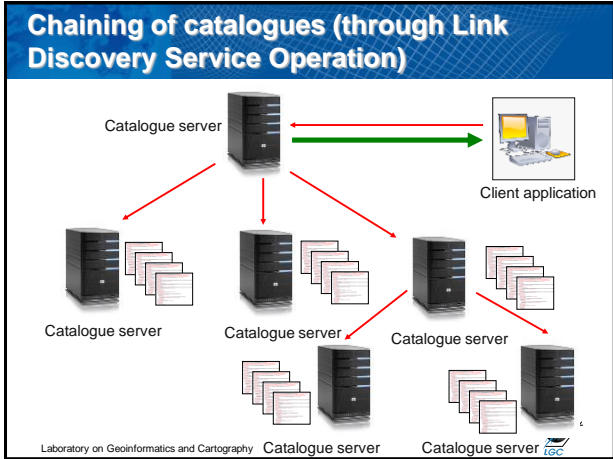 Chaining of catalogues (through Link
Discovery Service Operation)
Catalogue server
Client application
Catalogue server
Catalogue server
Catalogue server
Laboratory on Geoinformatics and Cartography
Catalogue server
Catalogue server
LGC